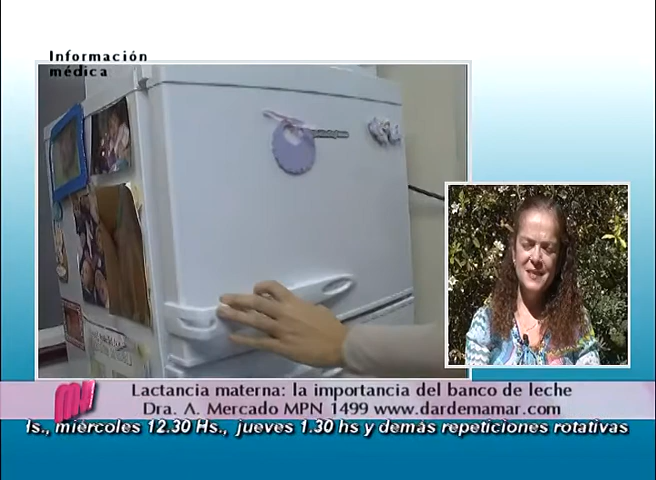 Información
médica
Lactancia materna: la importancia del banco de leche
Dra. A. Mercado MPN 1499 www.dardemamar.com
ls., miércoles 12.30 Hs., jueves 1.30 hs y demás repeticiones rotativas